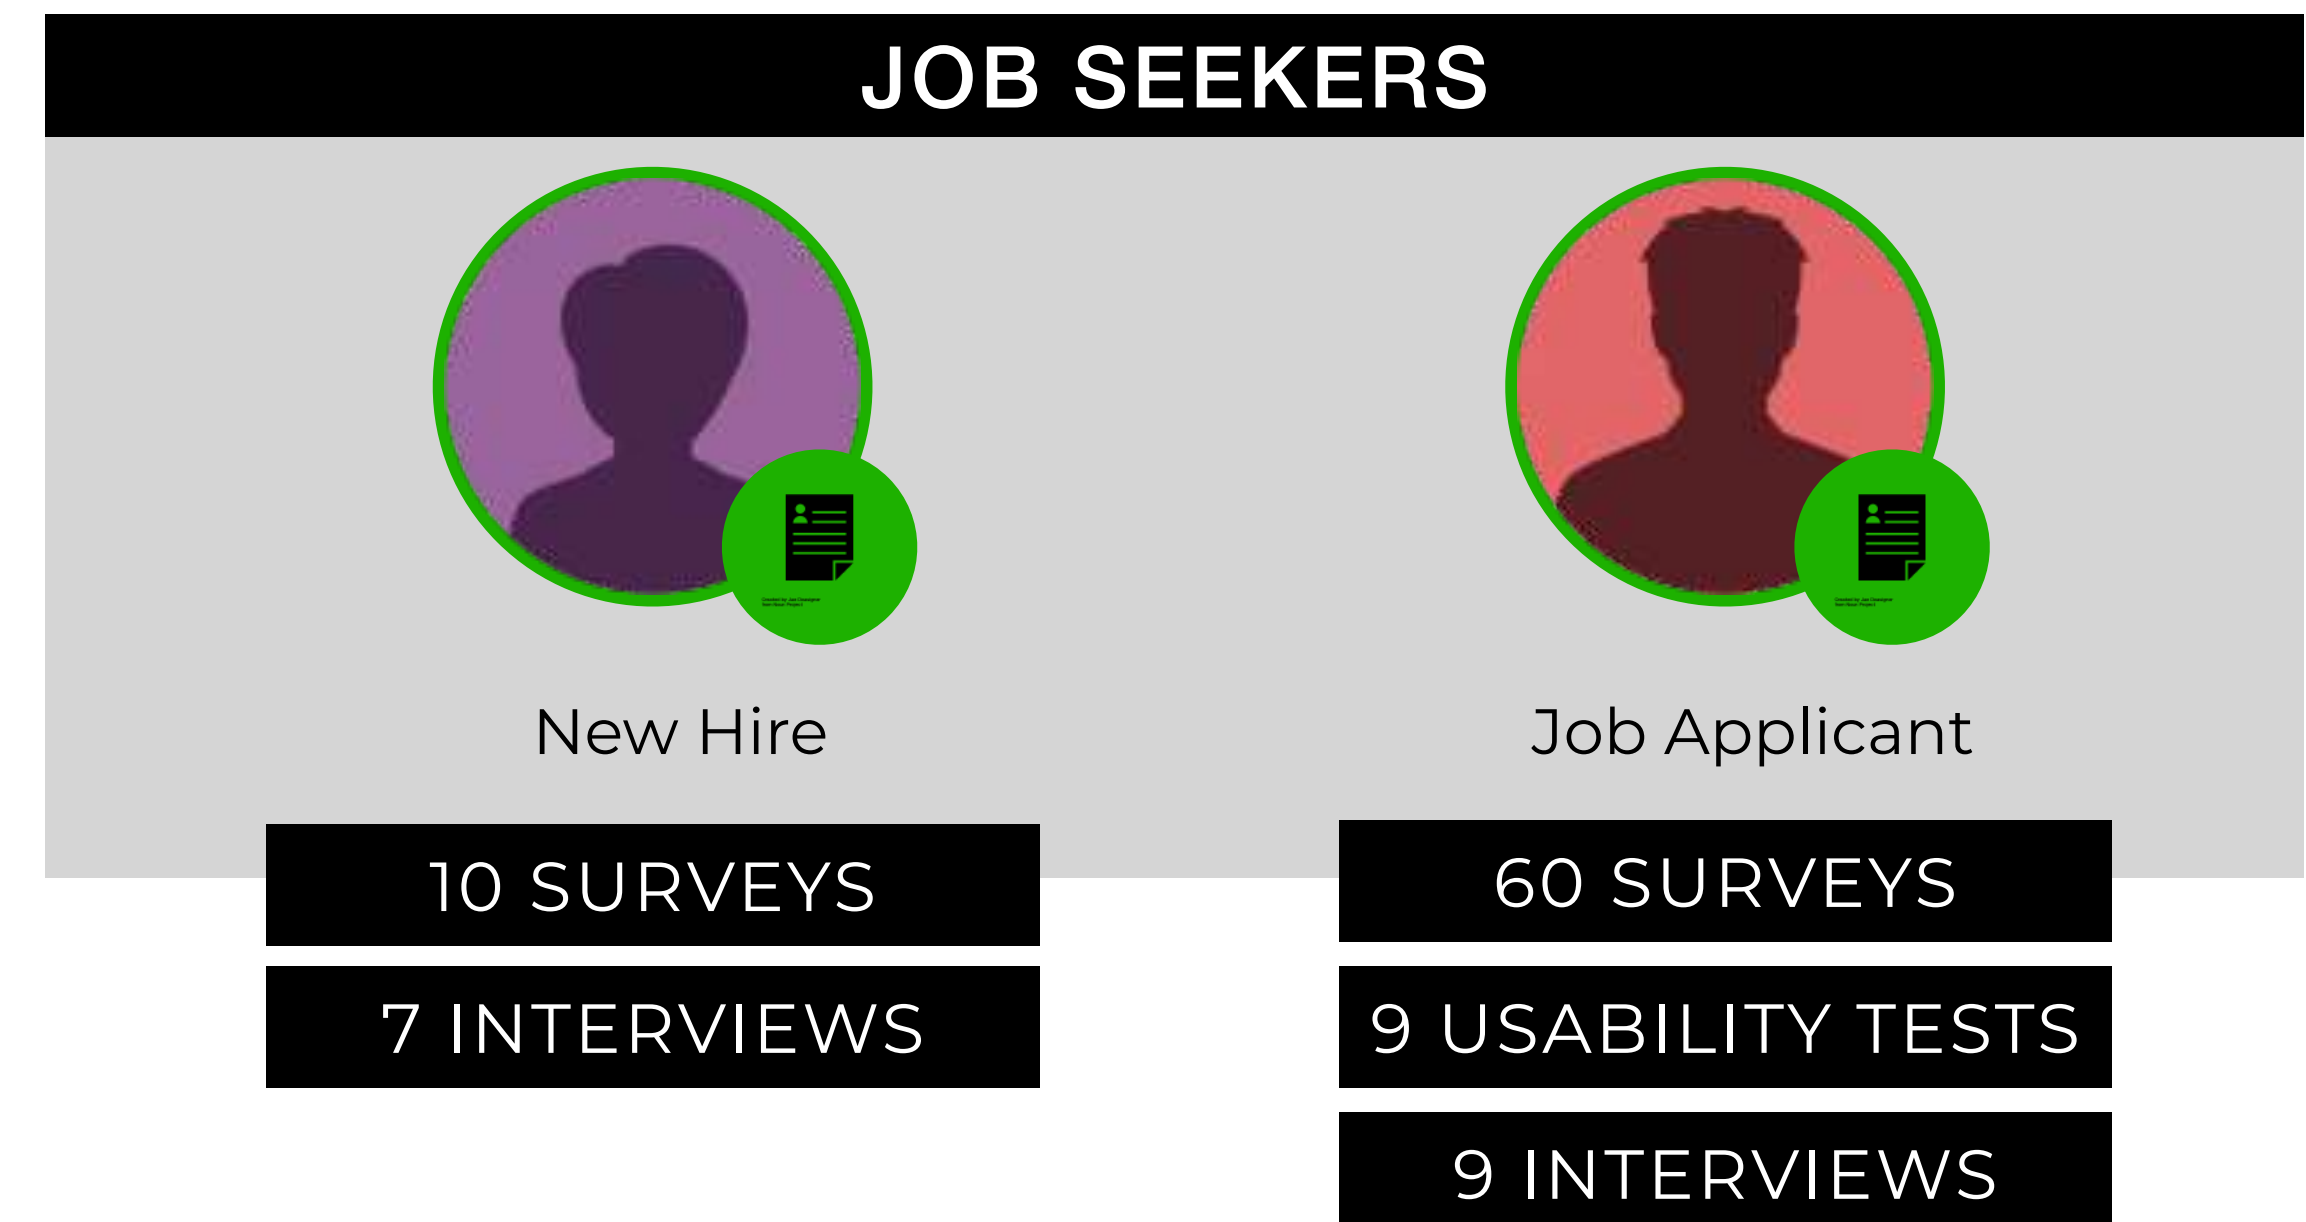 JOB SEEKERS
New Hire
Job Applicant
10 SURVEYS
60 SURVEYS
7 INTERVIEWS
9 USABILITY TESTS
9 INTERVIEWS